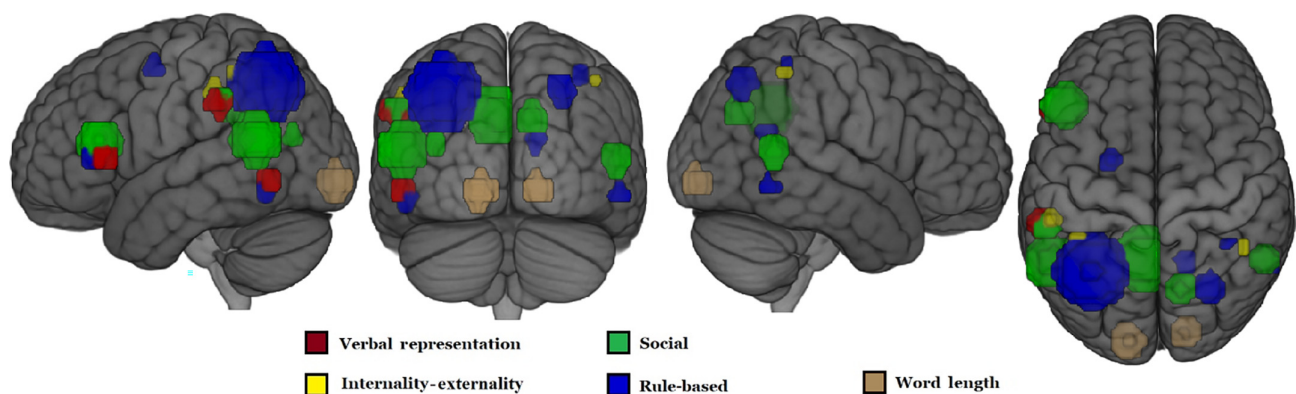 Verbal representation Social
Internality-externality Rule-based Word length